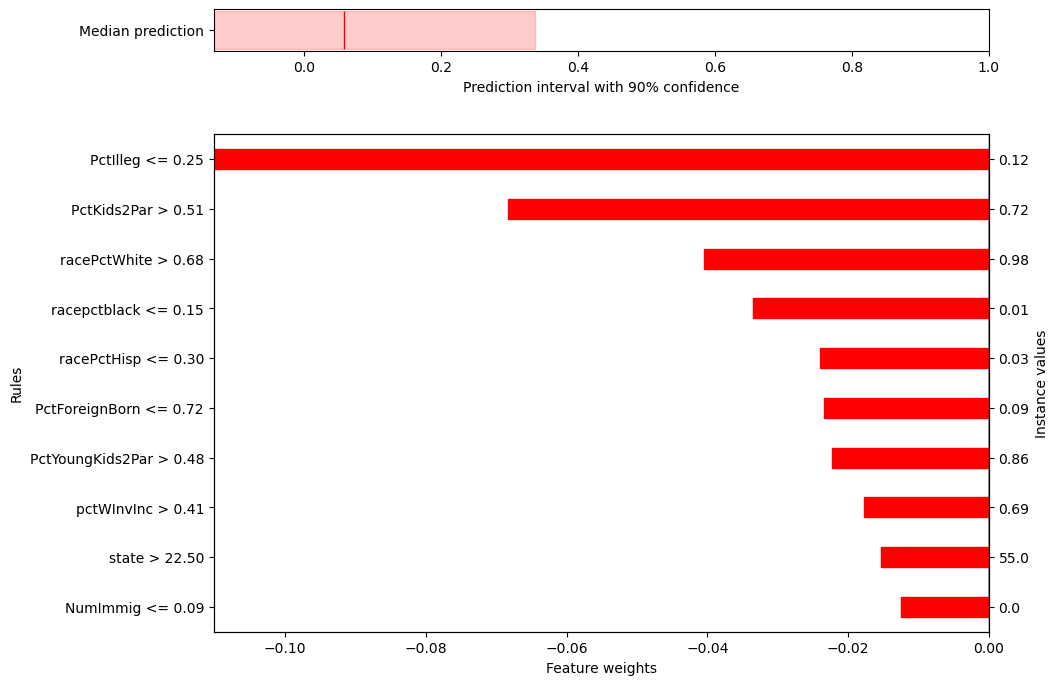 Median prediction
0.0 0.2 0.4 0.6 0.8 1.0
Prediction interval with 90% confidence
Rules
PctIlleg <= 0.25 0.12
PctKids2Par > 0.51 0.72
racePctWhite > 0.68 0.98
racepctblack <= 0.15 0.01
racePctHisp <= 0.30 0.03
PctForeignBorn <= 0.72 0.09
PctYoungKids2Par > 0.48 0.86
pctWInvInc > 0.41 0.69
state > 22.50 55.0
NumImmig <= 0.09 0.0
Instance values
−0.10 −0.08 −0.06 −0.04 −0.02 0.00
Feature weights